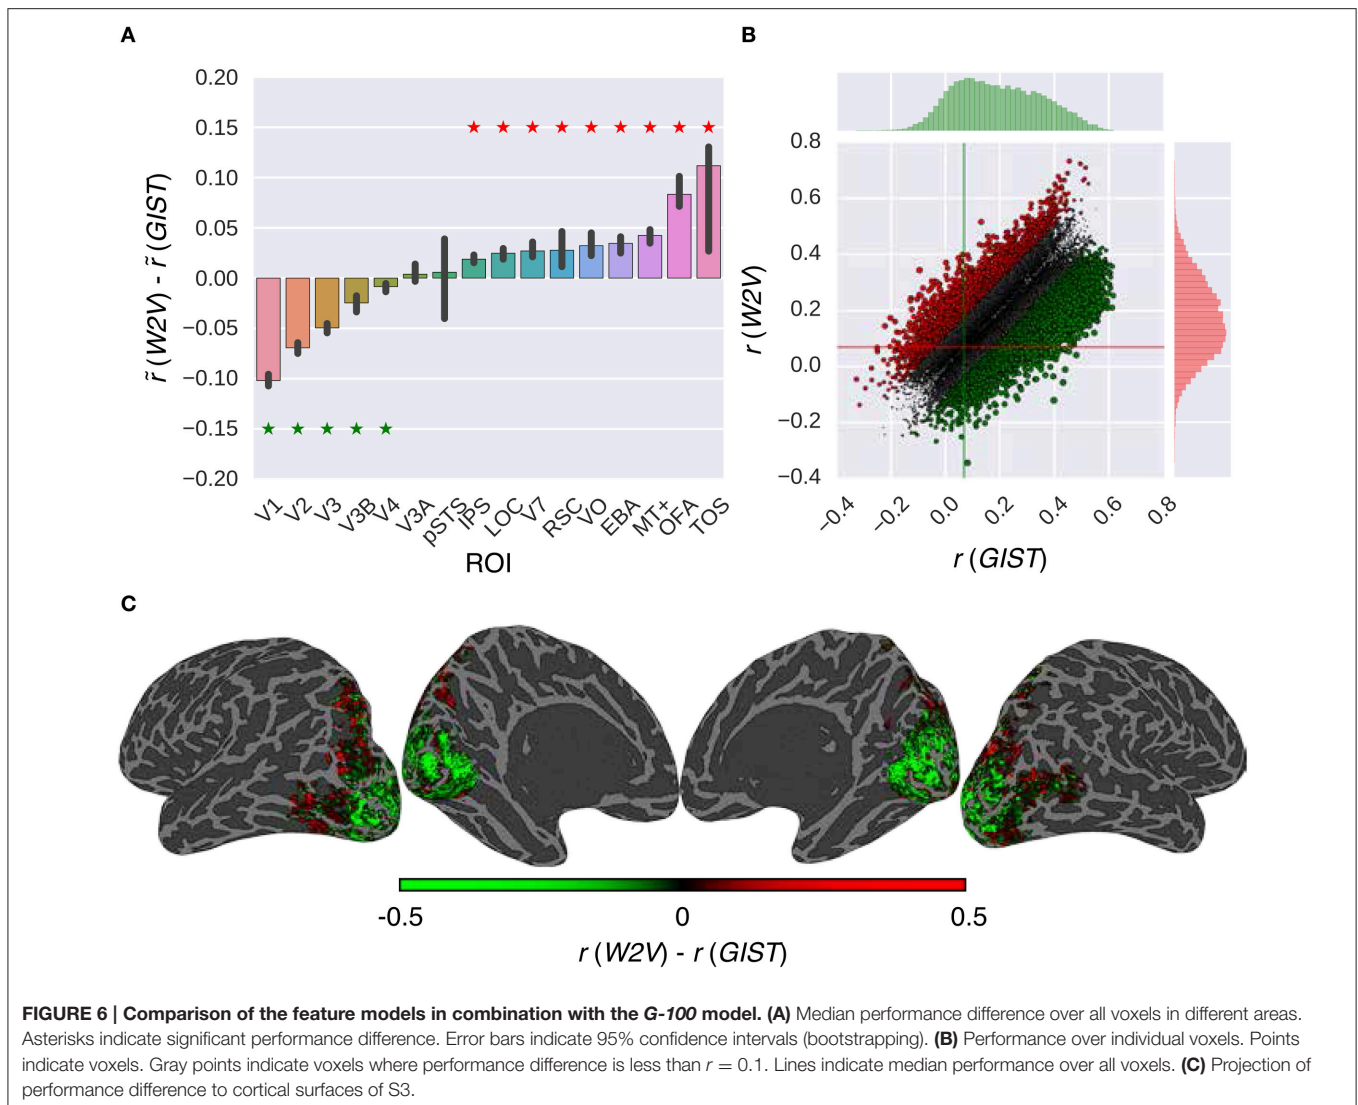 A
B
0.20
0.15
0.10
0.05
0.00
−0.05
−0.10
−0.15
−0.20
r̃ (W2V) - r̃ (GIST)
V1 V2 V3 V3B V4 V3A pSTS IPS LOC V7 RSC VO EBA MT+ OFA TOS
ROI
0.8
0.6
0.4
0.2
0.0
−0.2
−0.4
r (W2V)
−0.4 −0.2 0.0 0.2 0.4 0.6 0.8
r (GIST)
C
-0.5 0 0.5
r (W2V) - r (GIST)
FIGURE 6 | Comparison of the feature models in combination with the G-100 model. (A) Median performance difference over all voxels in different areas.
Asterisks indicate significant performance difference. Error bars indicate 95% confidence intervals (bootstrapping). (B) Performance over individual voxels. Points
indicate voxels. Gray points indicate voxels where performance difference is less than r = 0.1. Lines indicate median performance over all voxels. (C) Projection of
performance difference to cortical surfaces of S3.